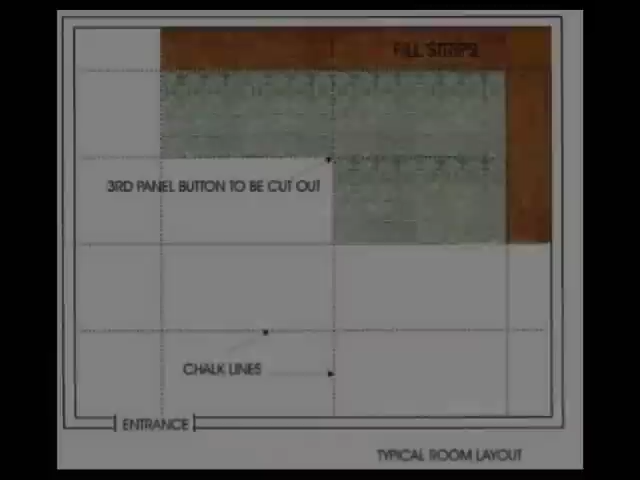 FILL STRIPS
3RD PANEL BUTTON TO BE CUT OUT
CHALK LINES
ENTRANCE
TYPICAL ROOM LAYOUT